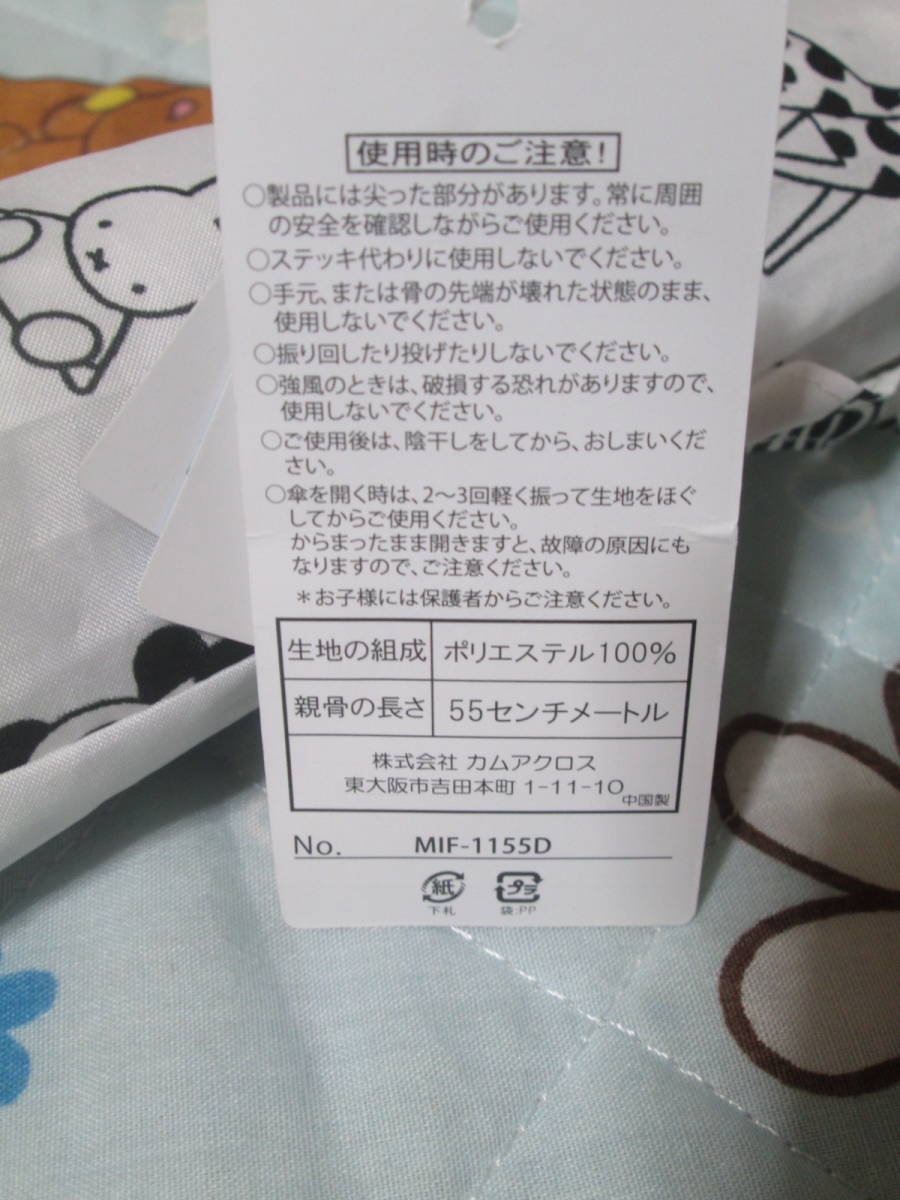 使用時のご注意!
○製品には尖った部分があります。常に周囲
の安全を確認しながらご使用ください。
○ステッキ代わりに使用しないでください。
○手元、または骨の先端が壊れた状態のまま、
使用しないでください。
○振り回したり投げたりしないでください。
○強風のときは、破損する恐れがありますので、
使用しないでください。
○ご使用後は、陰干しをしてから、おしまいくだ
さい。
○傘を開く時は、2〜3回軽く振って生地をほぐ
してからご使用ください。
からまったまま開きますと、故障の原因にも
なりますので、ご注意ください。
*お子様には保護者からご注意ください。
生地の組成 ポリエステル100%
親骨の長さ 55センチメートル
株式会社 カムアクロス
東大阪市吉田本町 1-11-10
中国製
No. MIF-1155D
紙 プラ
下札 袋:PP